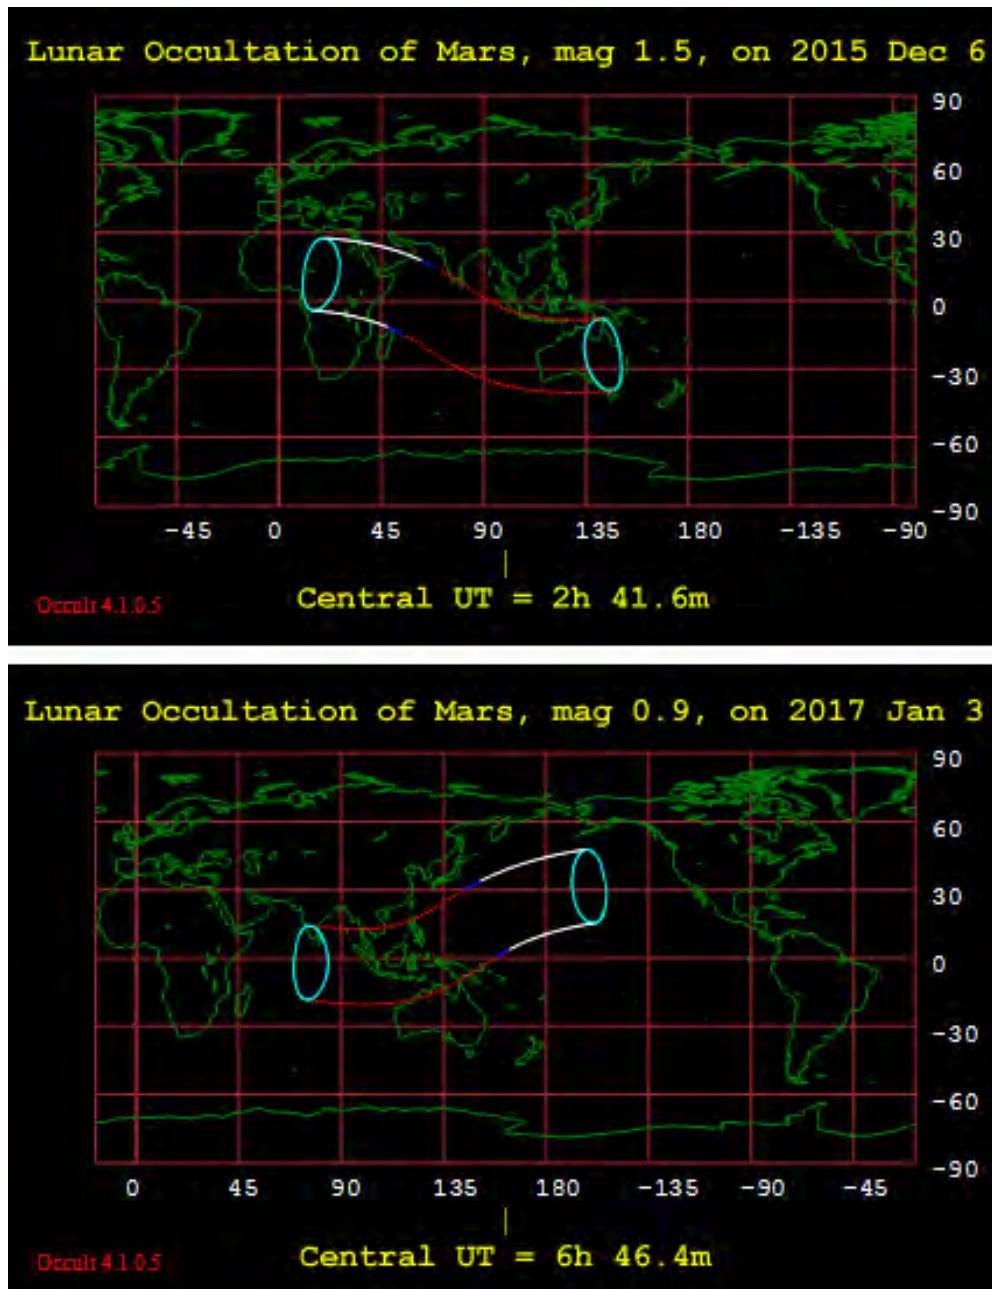 Lunar Occultation of Mars, mag 1.5, on 2015 Dec 6
90
60
30
0
-30
-60
-90
-45 0 45 90 135 180 -135 -90
Central UT = 2h 41.6m
Occult 4.1.0.5
Lunar Occultation of Mars, mag 0.9, on 2017 Jan 3
90
60
30
0
-30
-60
-90
0 45 90 135 180 -135 -90 -45
Central UT = 6h 46.4m
Occult 4.1.0.5